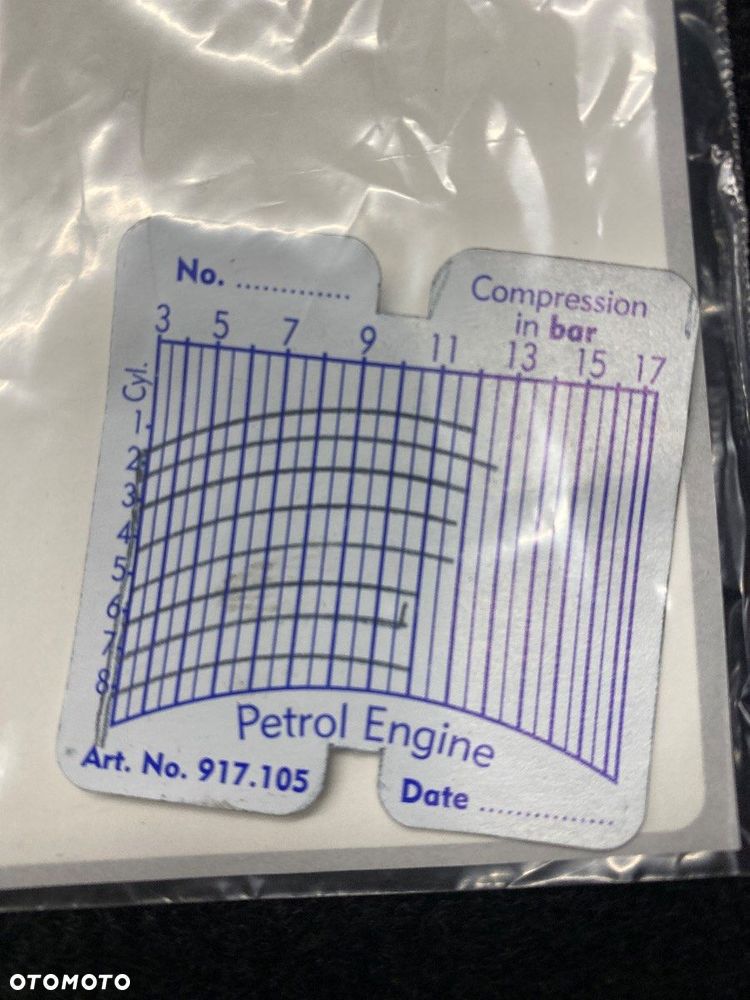 No. .............
Compression
in bar
3 5 7 9 11 13 15 17
Cyl.
1
2
3
4
5
6
7
8
Petrol Engine
Art. No. 917.105
Date ...............
OTOMOTO